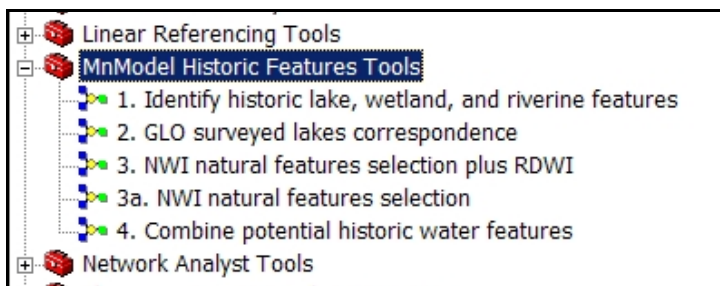 Linear Referencing Tools
MnModel Historic Features Tools
1. Identify historic lake, wetland, and riverine features
2. GLO surveyed lakes correspondence
3. NWI natural features selection plus RDWI
3a. NWI natural features selection
4. Combine potential historic water features
Network Analyst Tools